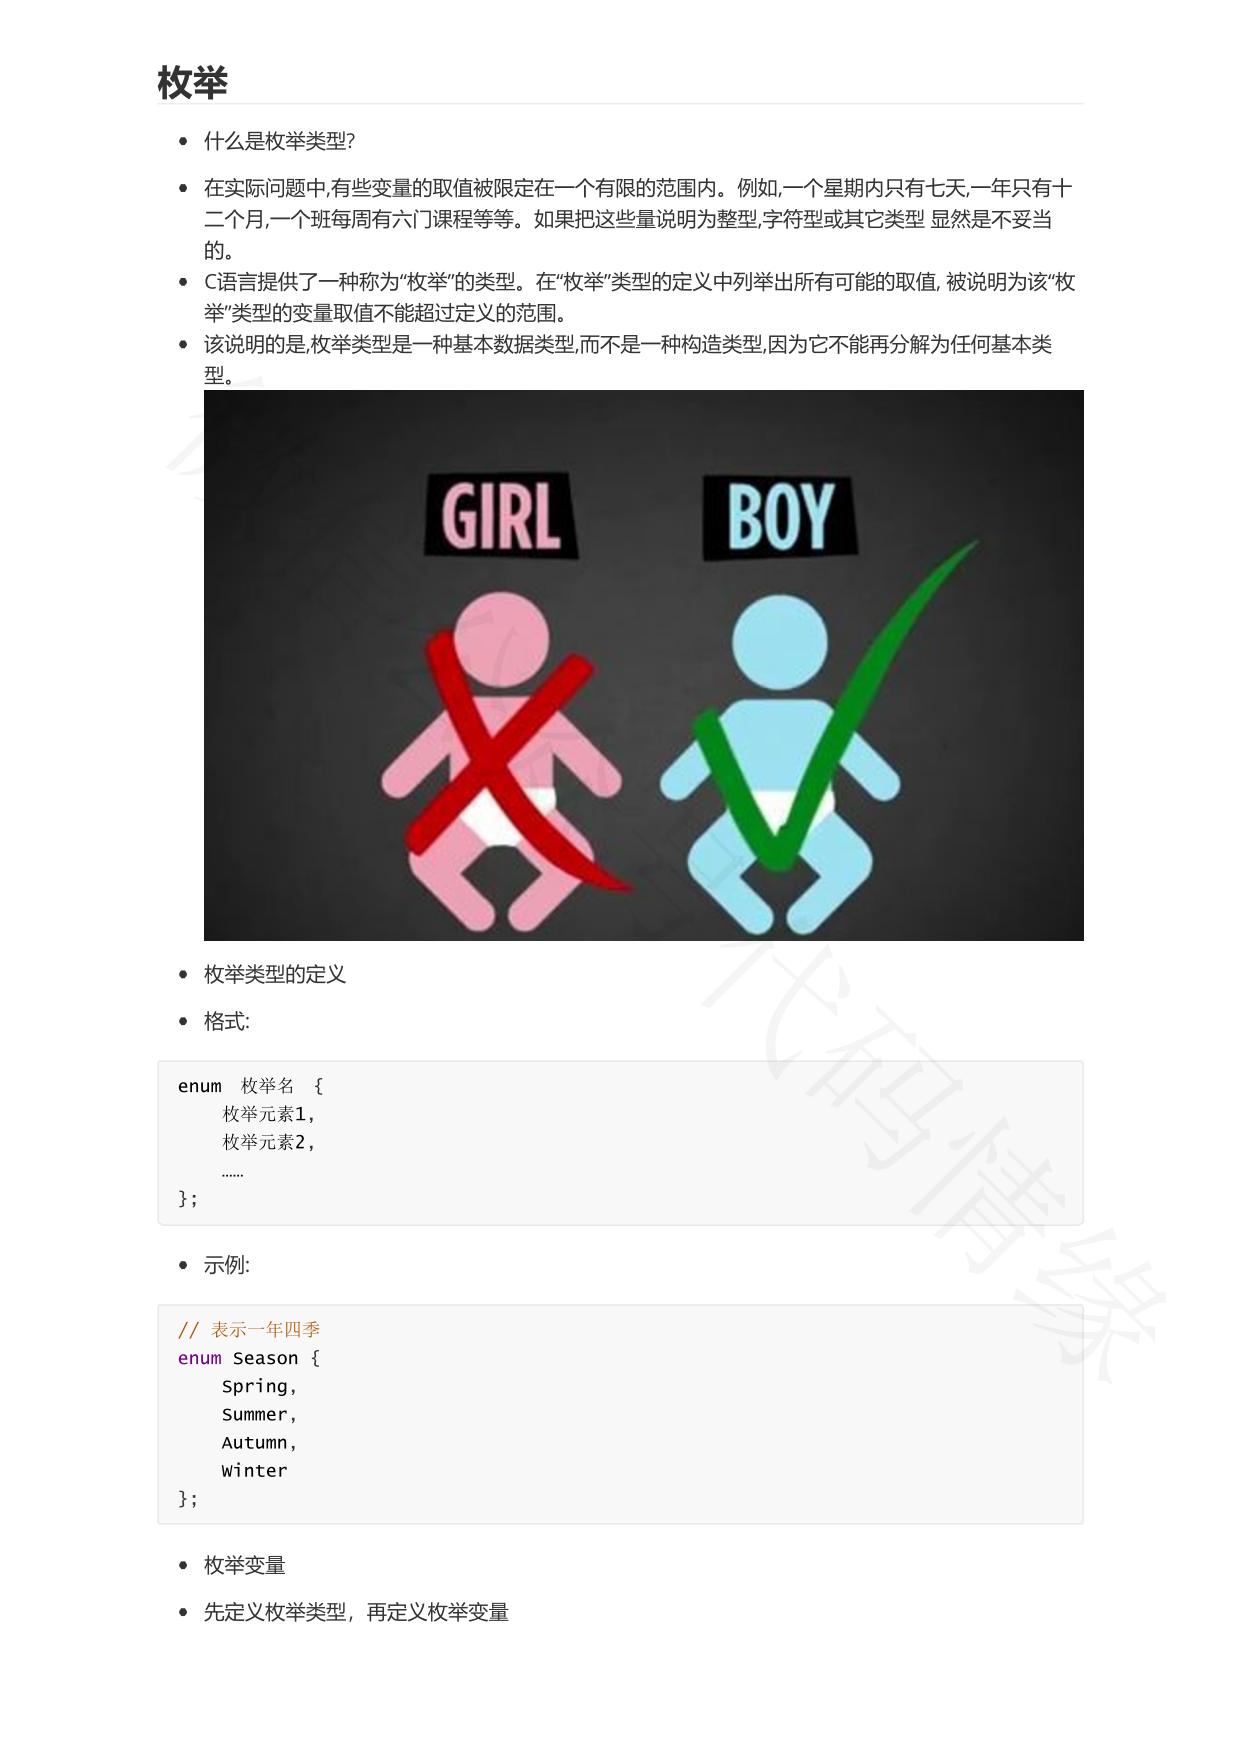 枚举
什么是枚举类型?
在实际问题中,有些变量的取值被限定在一个有限的范围内。例如,一个星期内只有七天,一年只有十
二个月,一个班每周有六门课程等等。如果把这些量说明为整型,字符型或其它类型 显然是不妥当
的。
C语言提供了一种称为“枚举”的类型。在“枚举”类型的定义中列举出所有可能的取值, 被说明为该“枚
举”类型的变量取值不能超过定义的范围。
该说明的是,枚举类型是一种基本数据类型,而不是一种构造类型,因为它不能再分解为任何基本类
型。
GIRL BOY
枚举类型的定义
格式:
enum 枚举名 {
枚举元素1,
枚举元素2,
……
};
示例:
// 表示一年四季
enum Season {
Spring,
Summer,
Autumn,
Winter
};
枚举变量
先定义枚举类型，再定义枚举变量
代码情缘